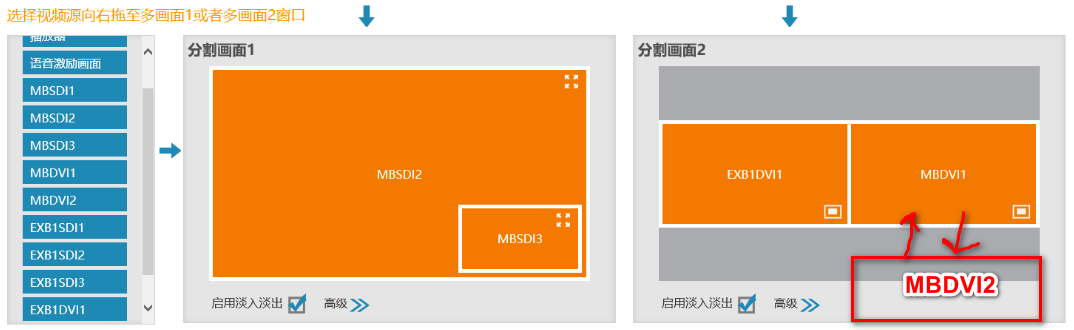 选择视频源向右拖至多画面1或者多画面2窗口
播放器
语音激励画面
MBSDI1
MBSDI2
MBSDI3
MBDVI1
MBDVI2
EXB1SDI1
EXB1SDI2
EXB1SDI3
EXB1DVI1
分割画面1
MBSDI2
MBSDI3
启用淡入淡出
高级
分割画面2
EXB1DVI1
MBDVI1
MBDVI2
启用淡入淡出
高级